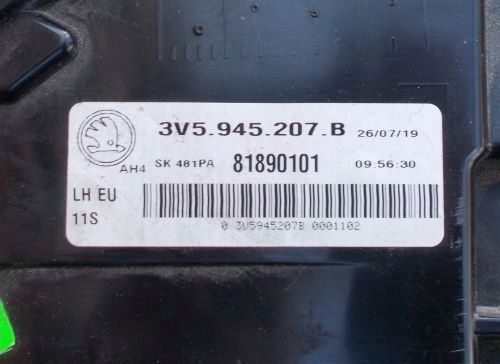 3V5.945.207.B 26/07/19
AH4 SK 481PA 81890101 09:56:30
LH EU
11S
0 3V5945207B 0001102